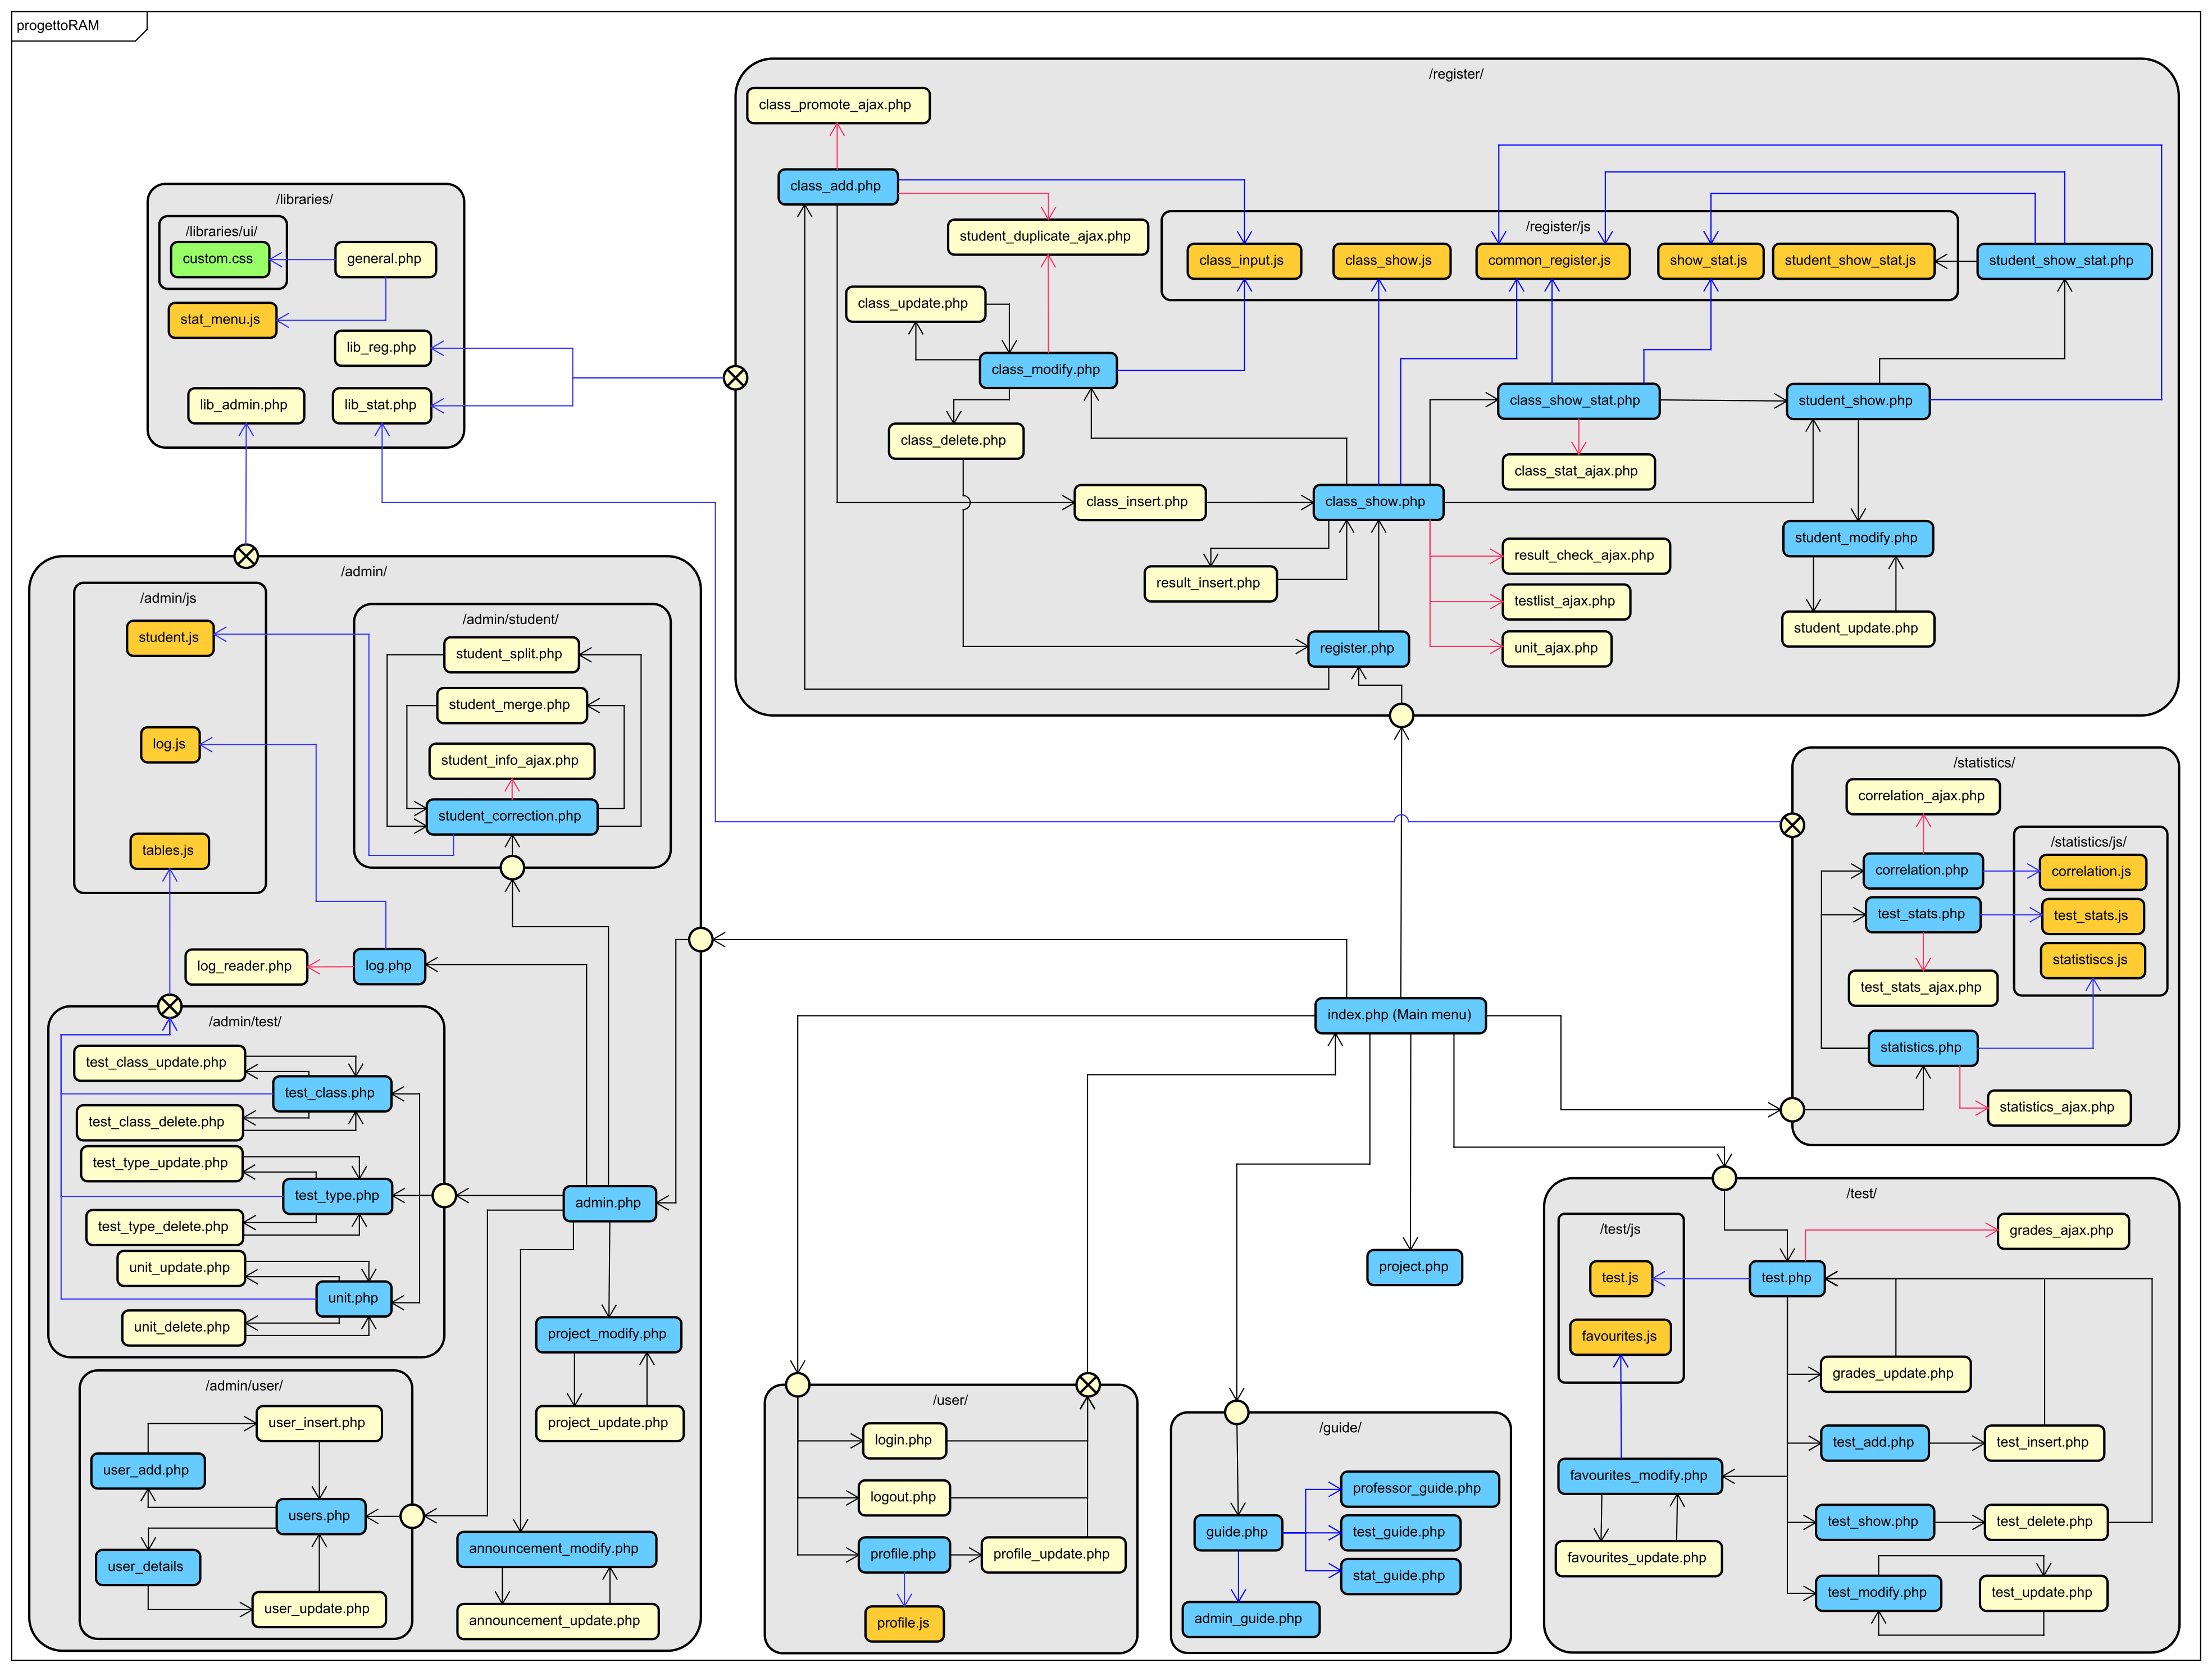 progettoRAM
/register/
class_promote_ajax.php
class_add.php
student_duplicate_ajax.php
/register/js
class_input.js
class_show.js
common_register.js
show_stat.js
student_show_stat.js
student_show_stat.php
class_update.php
class_modify.php
class_delete.php
class_show_stat.php
student_show.php
class_stat_ajax.php
class_insert.php
class_show.php
student_modify.php
result_insert.php
result_check_ajax.php
testlist_ajax.php
unit_ajax.php
student_update.php
register.php
/libraries/
/libraries/ui/
custom.css
general.php
stat_menu.js
lib_reg.php
lib_admin.php
lib_stat.php
/admin/
/admin/js
student.js
log.js
tables.js
/admin/student/
student_split.php
student_merge.php
student_info_ajax.php
student_correction.php
log_reader.php
log.php
/admin/test/
test_class_update.php
test_class.php
test_class_delete.php
test_type_update.php
test_type.php
test_type_delete.php
unit_update.php
unit.php
unit_delete.php
admin.php
project_modify.php
project_update.php
/admin/user/
user_insert.php
user_add.php
users.php
user_details
user_update.php
announcement_modify.php
announcement_update.php
index.php (Main menu)
project.php
/statistics/
correlation_ajax.php
/statistics/js/
correlation.php
correlation.js
test_stats.php
test_stats.js
statistiscs.js
test_stats_ajax.php
statistics.php
statistics_ajax.php
/user/
login.php
logout.php
profile.php
profile_update.php
profile.js
/guide/
professor_guide.php
guide.php
test_guide.php
stat_guide.php
admin_guide.php
/test/
/test/js
grades_ajax.php
test.js
test.php
favourites.js
grades_update.php
test_add.php
test_insert.php
favourites_modify.php
test_show.php
test_delete.php
favourites_update.php
test_modify.php
test_update.php